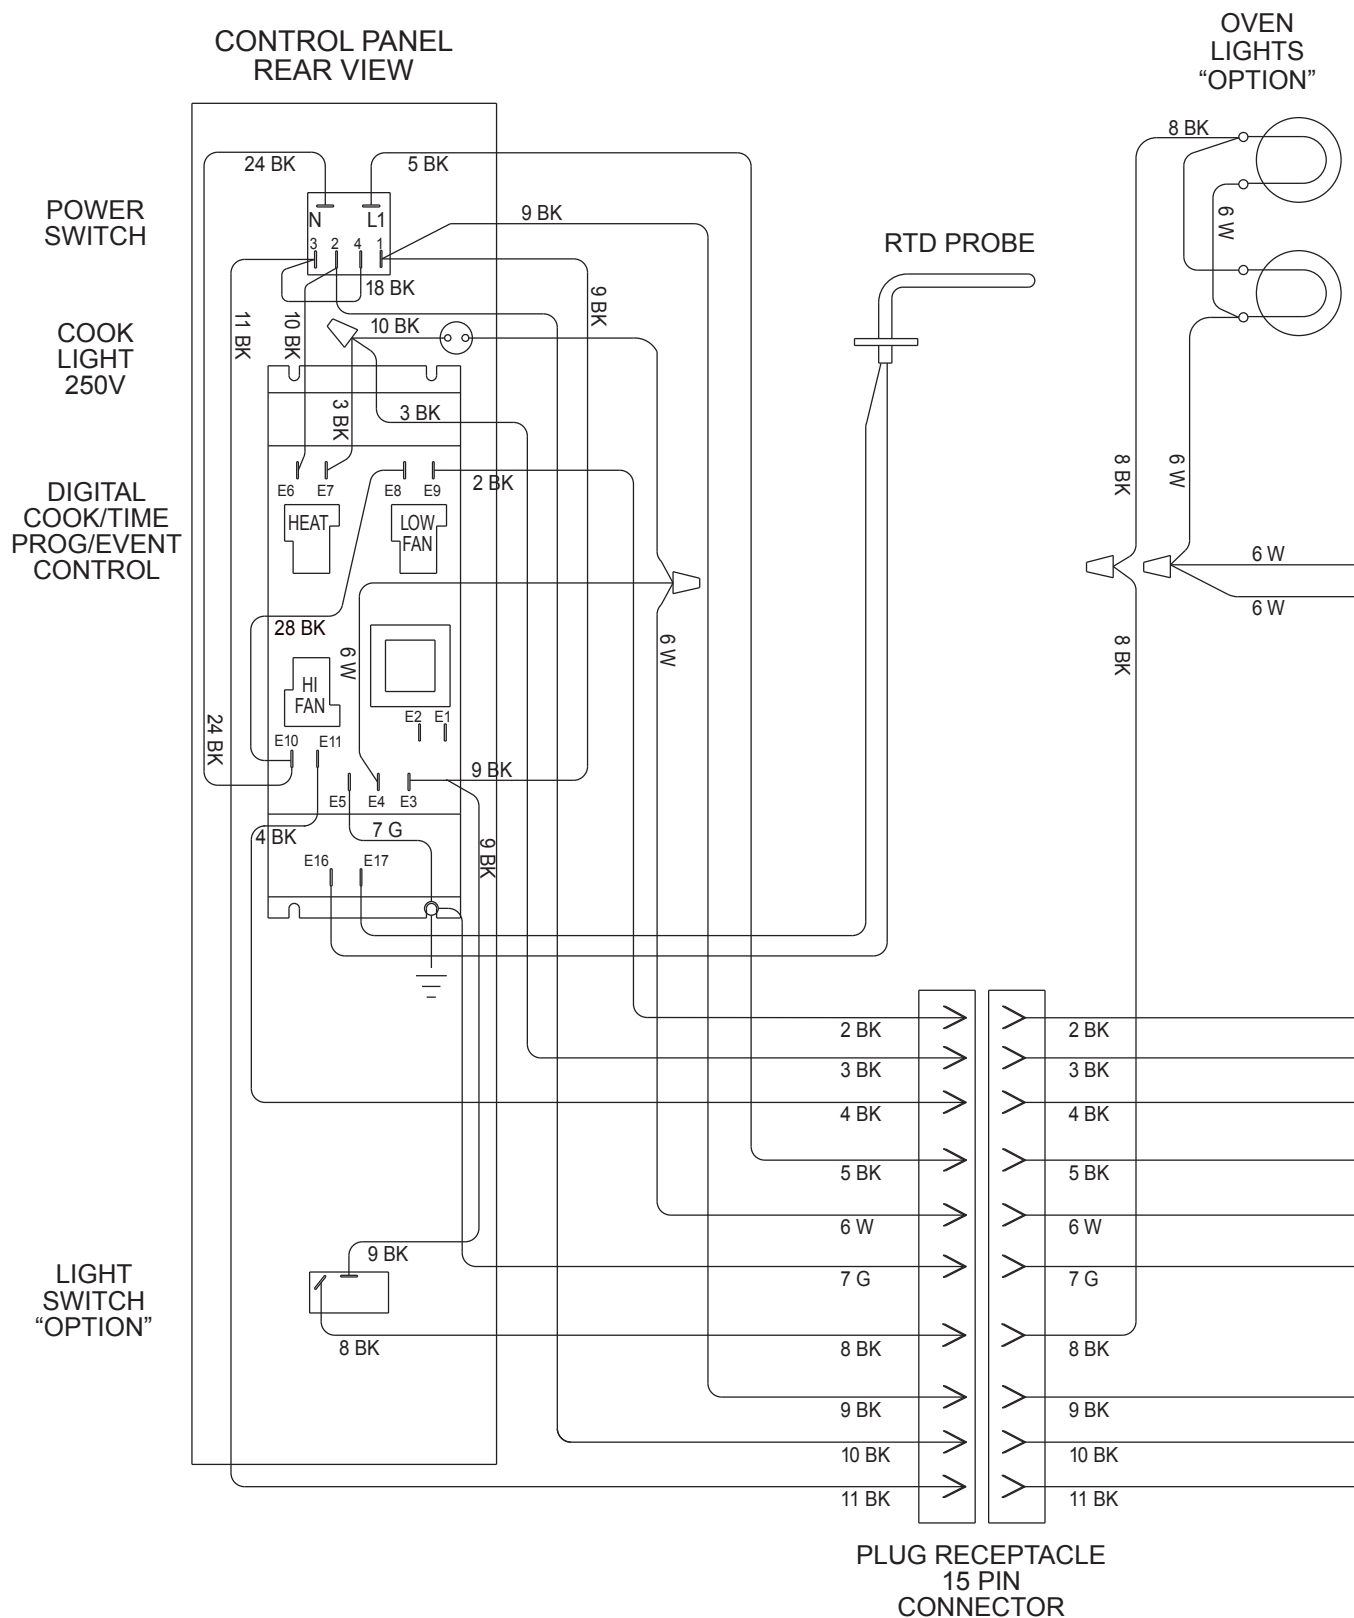 CONTROL PANEL
REAR VIEW
OVEN
LIGHTS
“OPTION”
8 BK
24 BK
5 BK
POWER
SWITCH
N
L1
9 BK
6 W
3
2
4
1
RTD PROBE
18 BK
9 BK
11 BK
10 BK
10 BK
COOK
LIGHT
250V
3 BK
3 BK
8 BK
6 W
DIGITAL
COOK/TIME
PROG/EVENT
CONTROL
E6
E7
E8
E9
2 BK
HEAT
LOW
FAN
6 W
6 W
28 BK
6 W
6 W
8 BK
HI
FAN
24 BK
E2
E1
E10
E11
9 BK
E5
E4
E3
4 BK
7 G
9 BK
E16
E17
2 BK
2 BK
3 BK
3 BK
4 BK
4 BK
5 BK
5 BK
6 W
6 W
9 BK
7 G
7 G
LIGHT
SWITCH
“OPTION”
8 BK
8 BK
8 BK
9 BK
9 BK
10 BK
10 BK
11 BK
11 BK
PLUG RECEPTACLE
15 PIN
CONNECTOR